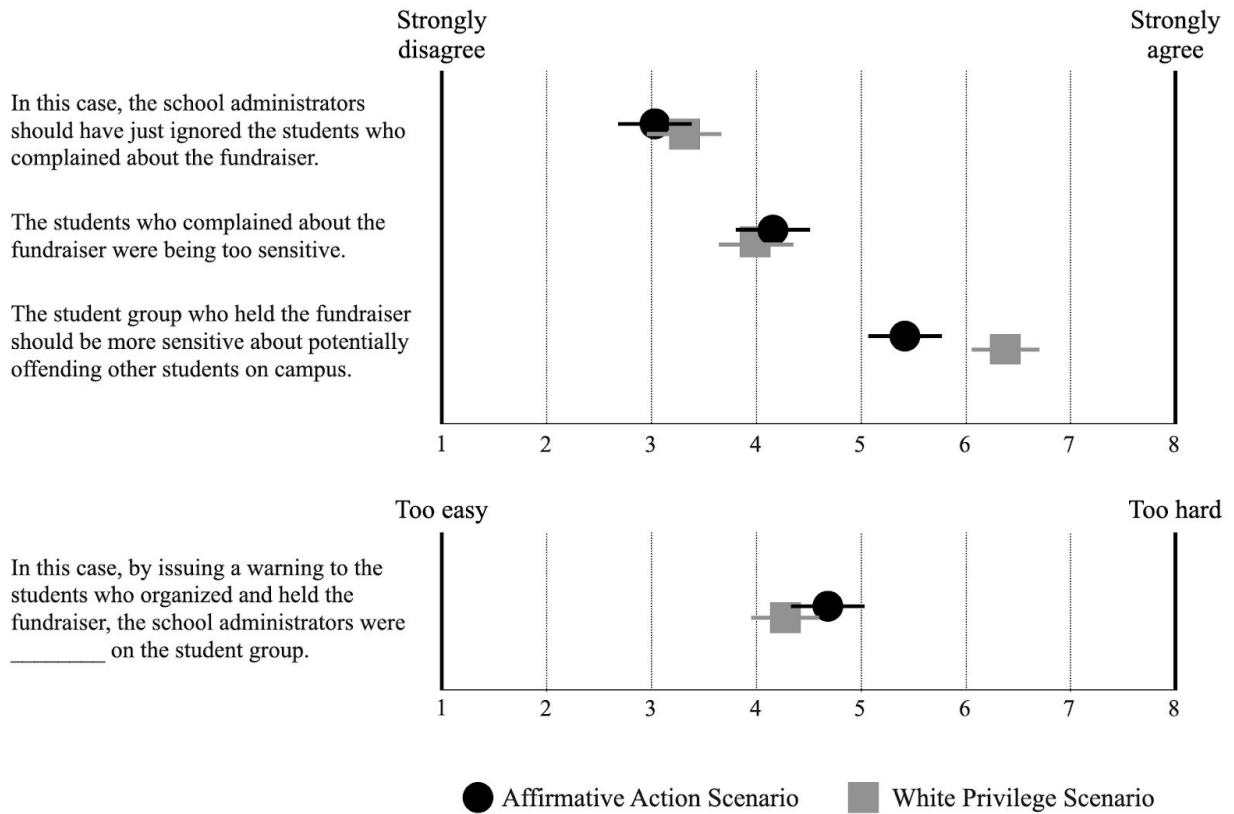 Strongly
disagree
Strongly
agree
In this case, the school administrators
should have just ignored the students who
complained about the fundraiser.
The students who complained about the
fundraiser were being too sensitive.
The student group who held the fundraiser
should be more sensitive about potentially
offending other students on campus.
1 2 3 4 5 6 7 8
Too easy Too hard
In this case, by issuing a warning to the
students who organized and held the
fundraiser, the school administrators were
________ on the student group.
1 2 3 4 5 6 7 8
Affirmative Action Scenario White Privilege Scenario